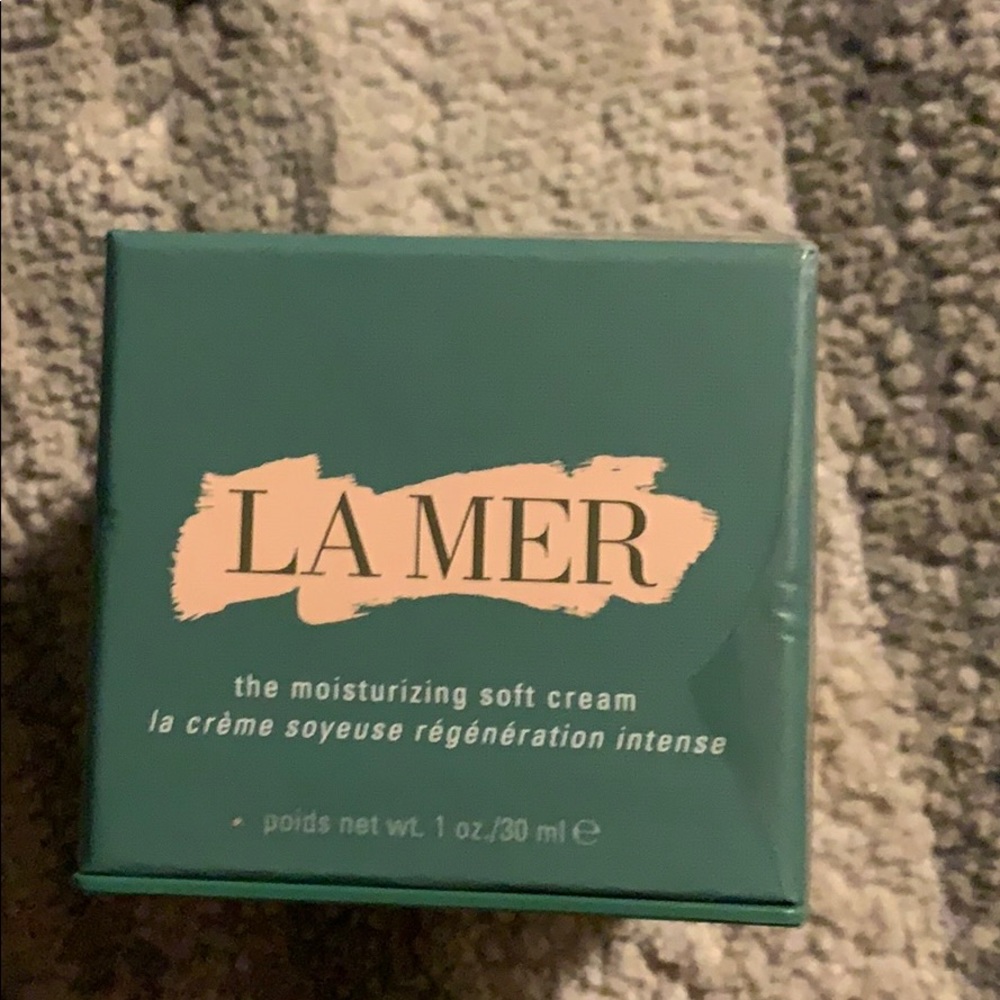 LA MER
the moisturizing soft cream
la crème soyeuse régénération intense
poids net wt. 1 oz./30 ml ℮